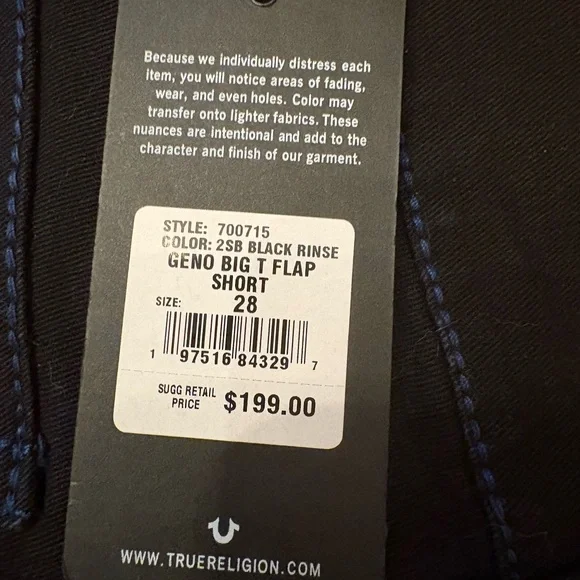 Because we individually distress each
item, you will notice areas of fading,
wear, and even holes. Color may
transfer onto lighter fabrics. These
nuances are intentional and add to the
character and finish of our garment.
STYLE: 700715
COLOR: 2SB BLACK RINSE
GENO BIG T FLAP
SHORT
SIZE: 28
1 97516 84329 7
SUGG RETAIL
PRICE $199.00
WWW.TRUERELIGION.COM